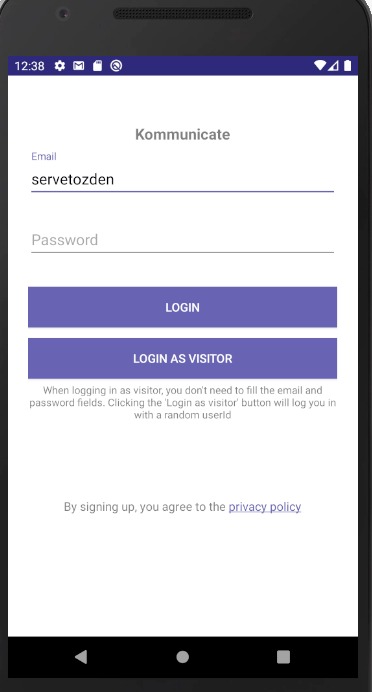 12:38
Kommunicate
Email
servetozden
Password
LOGIN
LOGIN AS VISITOR
When logging in as visitor, you don't need to fill the email and
password fields. Clicking the 'Login as visitor' button will log you in
with a random userId
By signing up, you agree to the privacy policy